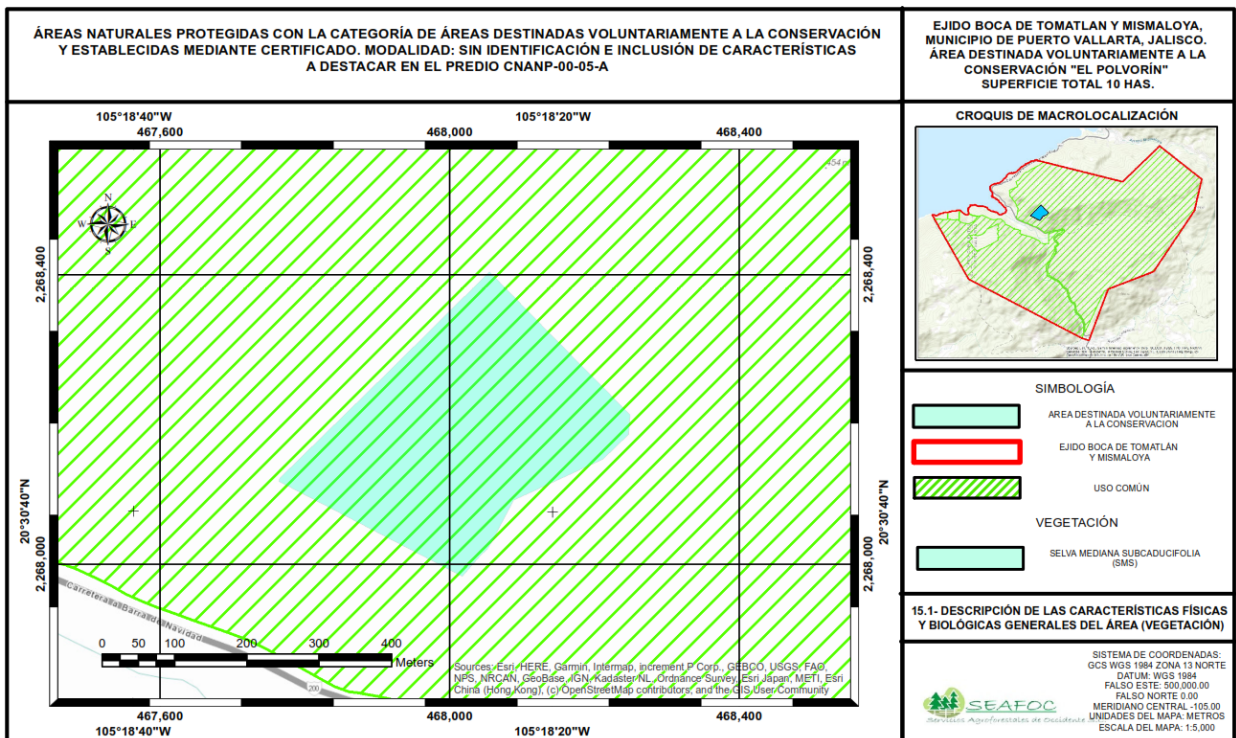 ÁREAS NATURALES PROTEGIDAS CON LA CATEGORÍA DE ÁREAS DESTINADAS VOLUNTARIAMENTE A LA CONSERVACIÓN
Y ESTABLECIDAS MEDIANTE CERTIFICADO. MODALIDAD: SIN IDENTIFICACIÓN E INCLUSIÓN DE CARACTERÍSTICAS
A DESTACAR EN EL PREDIO CNANP-00-05-A
EJIDO BOCA DE TOMATLAN Y MISMALOYA,
MUNICIPIO DE PUERTO VALLARTA, JALISCO.
ÁREA DESTINADA VOLUNTARIAMENTE A LA
CONSERVACIÓN "EL POLVORÍN"
SUPERFICIE TOTAL 10 HAS.
105°18'40"W 105°18'20"W
467,600 468,000 468,400
454 m
N
W E
S
2,268,400 2,268,400
20°30'40"N 20°30'40"N
2,268,000 2,268,000
Carretera a Barra de Navidad
200
0 50 100 200 300 400
Meters
Sources: Esri, HERE, Garmin, Intermap, increment P Corp., GEBCO, USGS, FAO,
NPS, NRCAN, GeoBase, IGN, Kadaster NL, Ordnance Survey, Esri Japan, METI, Esri
China (Hong Kong), (c) OpenStreetMap contributors, and the GIS User Community
467,600 468,000 468,400
105°18'40"W 105°18'20"W
CROQUIS DE MACROLOCALIZACIÓN
SIMBOLOGÍA
AREA DESTINADA VOLUNTARIAMENTE
A LA CONSERVACION
EJIDO BOCA DE TOMATLÁN
Y MISMALOYA
USO COMÚN
VEGETACIÓN
SELVA MEDIANA SUBCADUCIFOLIA
(SMS)
15.1- DESCRIPCIÓN DE LAS CARACTERÍSTICAS FÍSICAS
Y BIOLÓGICAS GENERALES DEL ÁREA (VEGETACIÓN)
SEAFOC
Servicios Agroforestales de Occidente
SISTEMA DE COORDENADAS:
GCS WGS 1984 ZONA 13 NORTE
DATUM: WGS 1984
FALSO ESTE: 500,000.00
FALSO NORTE 0.00
MERIDIANO CENTRAL -105.00
UNIDADES DEL MAPA: METROS
ESCALA DEL MAPA: 1:5,000